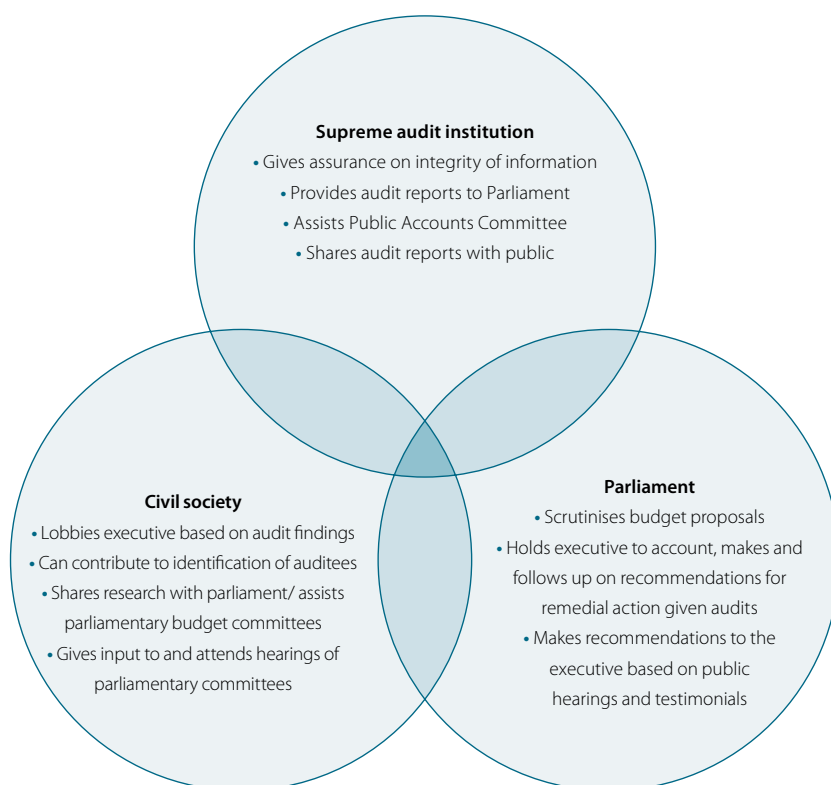 Supreme audit institution
• Gives assurance on integrity of information
• Provides audit reports to Parliament
• Assists Public Accounts Committee
• Shares audit reports with public
Civil society
• Lobbies executive based on audit findings
• Can contribute to identification of auditees
• Shares research with parliament/ assists
parliamentary budget committees
• Gives input to and attends hearings of
parliamentary committees
Parliament
• Scrutinises budget proposals
• Holds executive to account, makes and
follows up on recommendations for
remedial action given audits
• Makes recommendations to the
executive based on public
hearings and testimonials